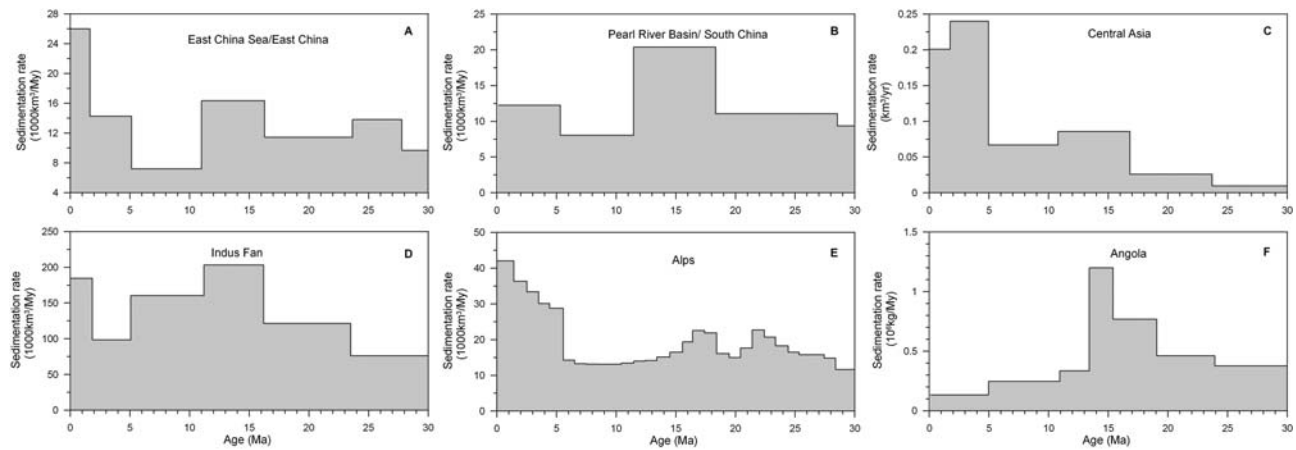 A
East China Sea/East China
Sedimentation rate
(1000km³/My)
28
24
20
16
12
8
4
0
5
10
15
20
25
30
B
Pearl River Basin/ South China
Sedimentation rate
(1000km³/My)
25
20
15
10
5
0
0
5
10
15
20
25
30
C
Central Asia
Sedimentation rate
(km³/yr)
0.25
0.2
0.15
0.1
0.05
0
0
5
10
15
20
25
30
D
Indus Fan
Sedimentation rate
(1000km³/My)
250
200
150
100
50
0
0
5
10
15
20
25
30
Age (Ma)
E
Alps
Sedimentation rate
(1000km³/My)
50
40
30
20
10
0
0
5
10
15
20
25
30
Age (Ma)
F
Angola
Sedimentation rate
1.5
1
0.5
0
0
5
10
15
20
25
30
Age (Ma)